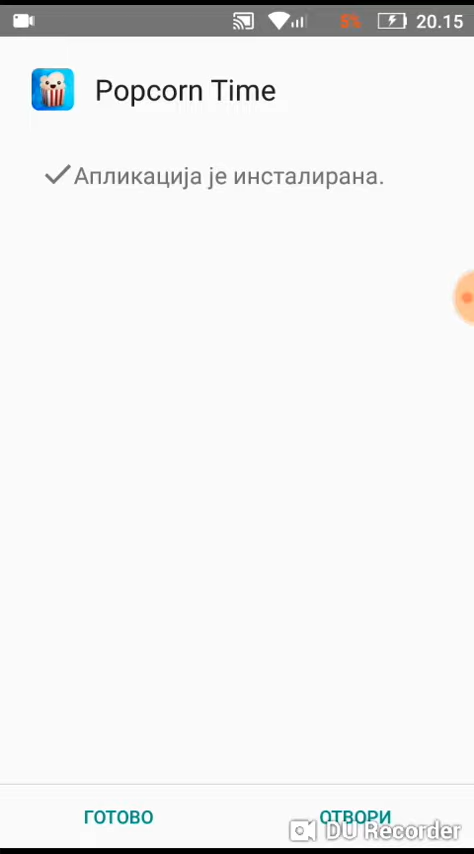 5% 20.15
Popcorn Time
Апликација је инсталирана.
ГОТОВО ОТВОРИ
DU Recorder